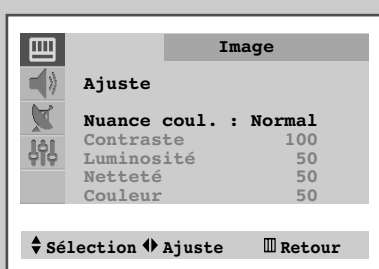 Image
Ajuste
Nuance coul. : Normal
Contraste 100
Luminosité 50
Netteté 50
Couleur 50
Sélection Ajuste Retour